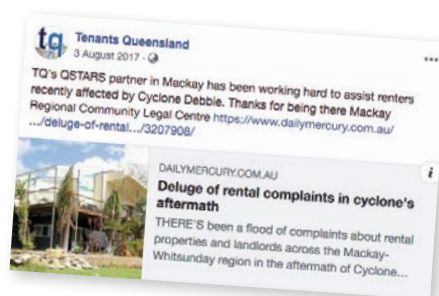 tq
Tenants Queensland
3 August 2017 ·
TQ's QSTARS partner in Mackay has been working hard to assist renters
recently affected by Cyclone Debbie. Thanks for being there Mackay
Regional Community Legal Centre https://www.dailymercury.com.au/
.../deluge-of-rental.../3207908/
i
DAILYMERCURY.COM.AU
Deluge of rental complaints in cyclone's
aftermath
THERE'S been a flood of complaints about rental
properties and landlords across the Mackay-
Whitsunday region in the aftermath of Cyclone...